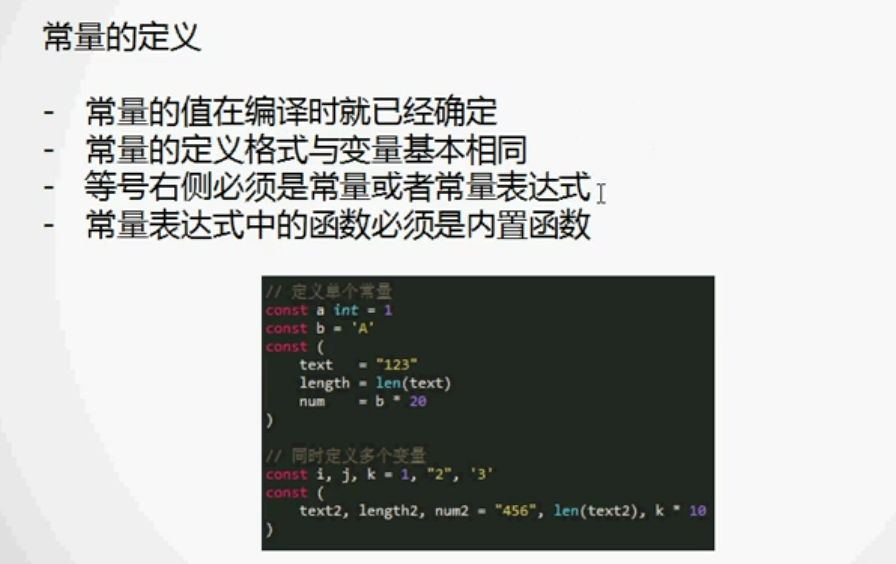 常量的定义
- 常量的值在编译时就已经确定
- 常量的定义格式与变量基本相同
- 等号右侧必须是常量或者常量表达式
- 常量表达式中的函数必须是内置函数
// 定义单个常量
const a int = 1
const b = 'A'
const (
    text   = "123"
    length = len(text)
    num    = b * 20
)
// 同时定义多个变量
const i, j, k = 1, "2", '3'
const (
    text2, length2, num2 = "456", len(text2), k * 10
)